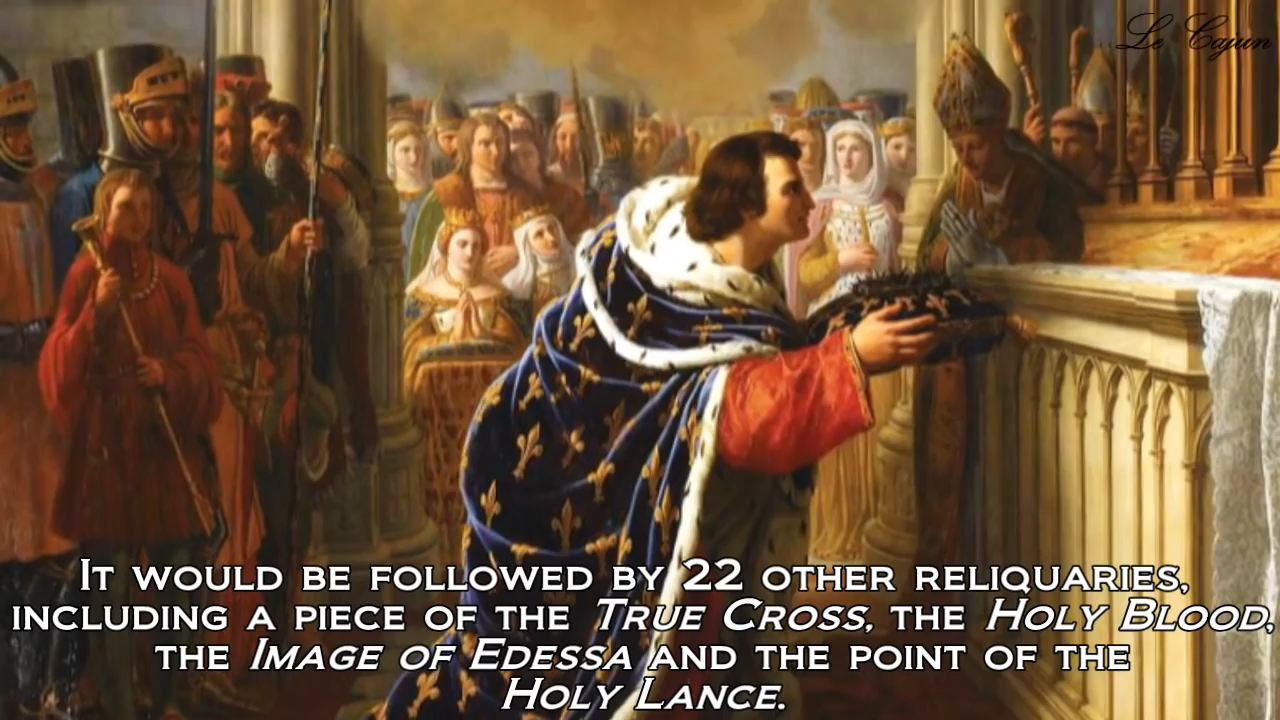 Le Cajun
It would be followed by 22 other reliquaries,
including a piece of the True Cross, the Holy Blood,
the Image of Edessa and the point of the
Holy Lance.